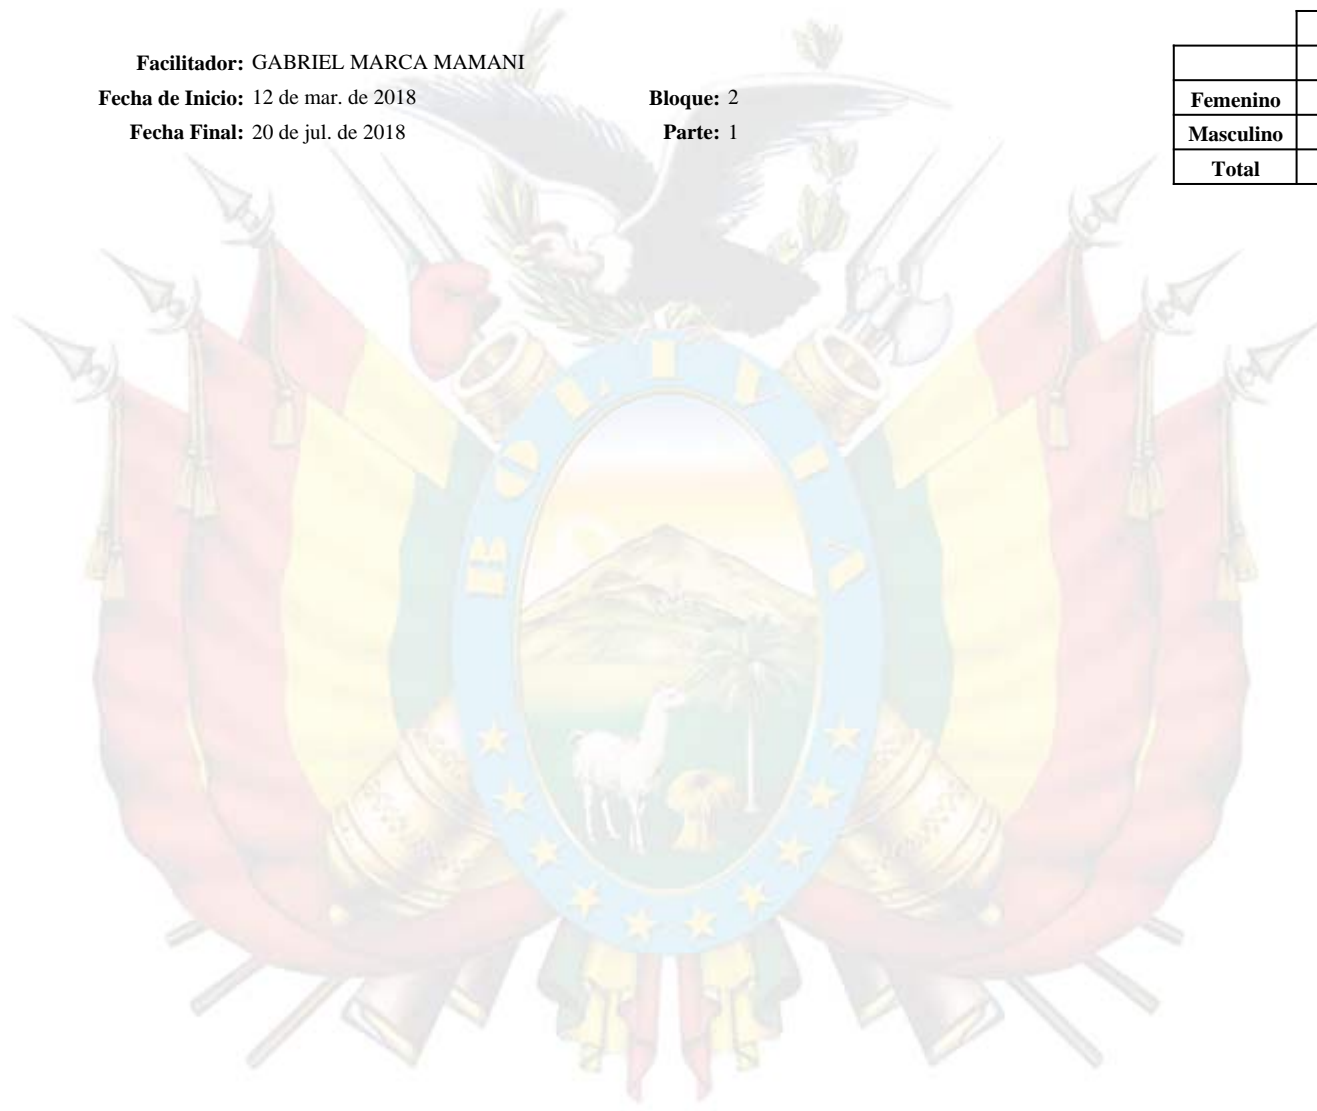 Facilitador: GABRIEL MARCA MAMANI
Fecha de Inicio: 12 de mar. de 2018 Bloque: 2
Fecha Final: 20 de jul. de 2018 Parte: 1
Femenino
Masculino
Total
BOLIVIA